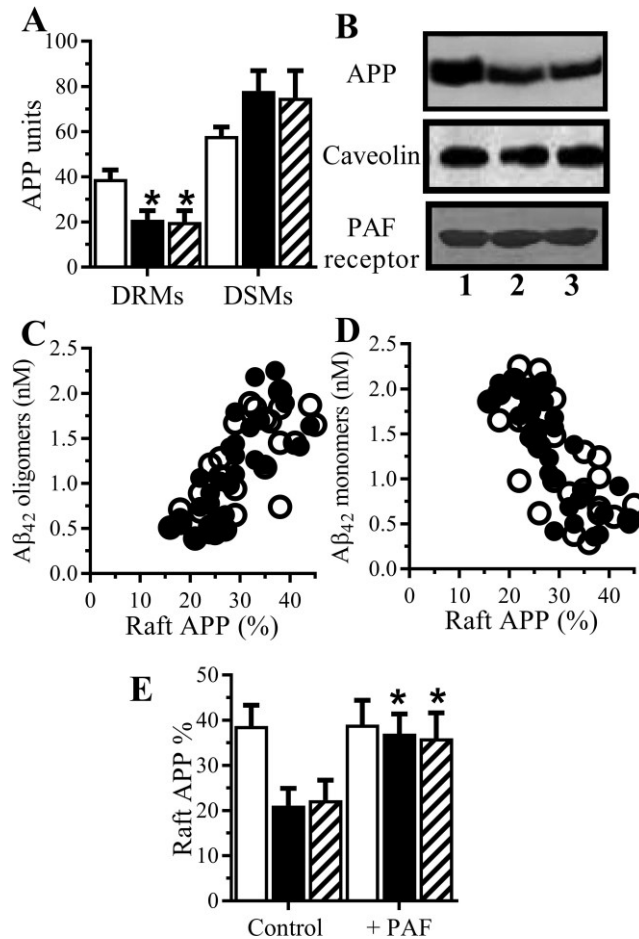 A
APP units
100
80
60
40
20
0
*
*
DRMs
DSMs
B
APP
Caveolin
PAF
receptor
1 2 3
C
Aβ42 oligomers (nM)
2.5
2.0
1.5
1.0
0.5
0.0
0 10 20 30 40
Raft APP (%)
D
Aβ42 monomers (nM)
2.5
2.0
1.5
1.0
0.5
0.0
0 10 20 30 40
Raft APP (%)
E
Raft APP %
50
40
30
20
10
0
*
*
Control
+ PAF